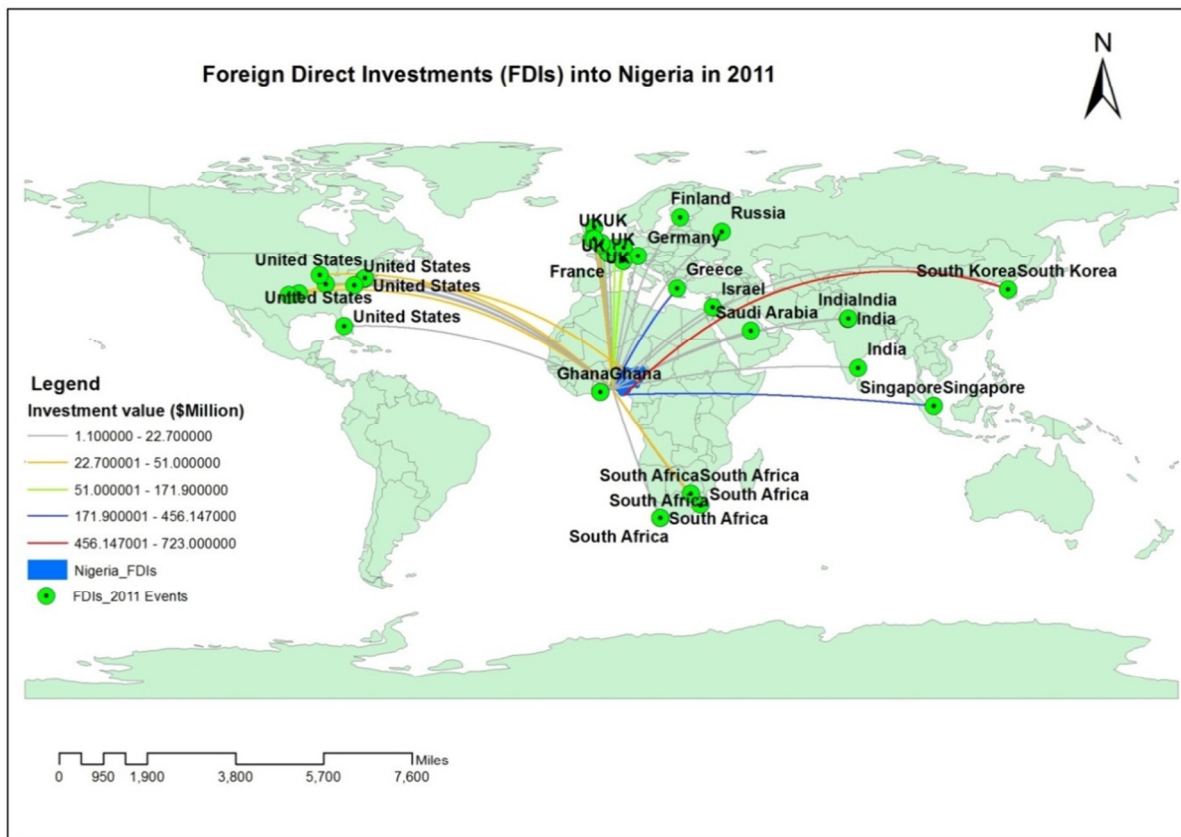 N
Foreign Direct Investments (FDIs) into Nigeria in 2011
Finland
UKUK
Russia
UK
UK
Germany
United States
United States
UK
France
Greece
South KoreaSouth Korea
United States
United States
Israel
IndiaIndia
United States
Saudi Arabia
India
India
GhanaGhana
SingaporeSingapore
South AfricaSouth Africa
South Africa
South Africa
South Africa
South Africa
Legend
Investment value ($Million)
1.100000 - 22.700000
22.700001 - 51.000000
51.000001 - 171.900000
171.900001 - 456.147000
456.147001 - 723.000000
Nigeria_FDIs
FDIs_2011 Events
Miles
0 950 1,900 3,800 5,700 7,600